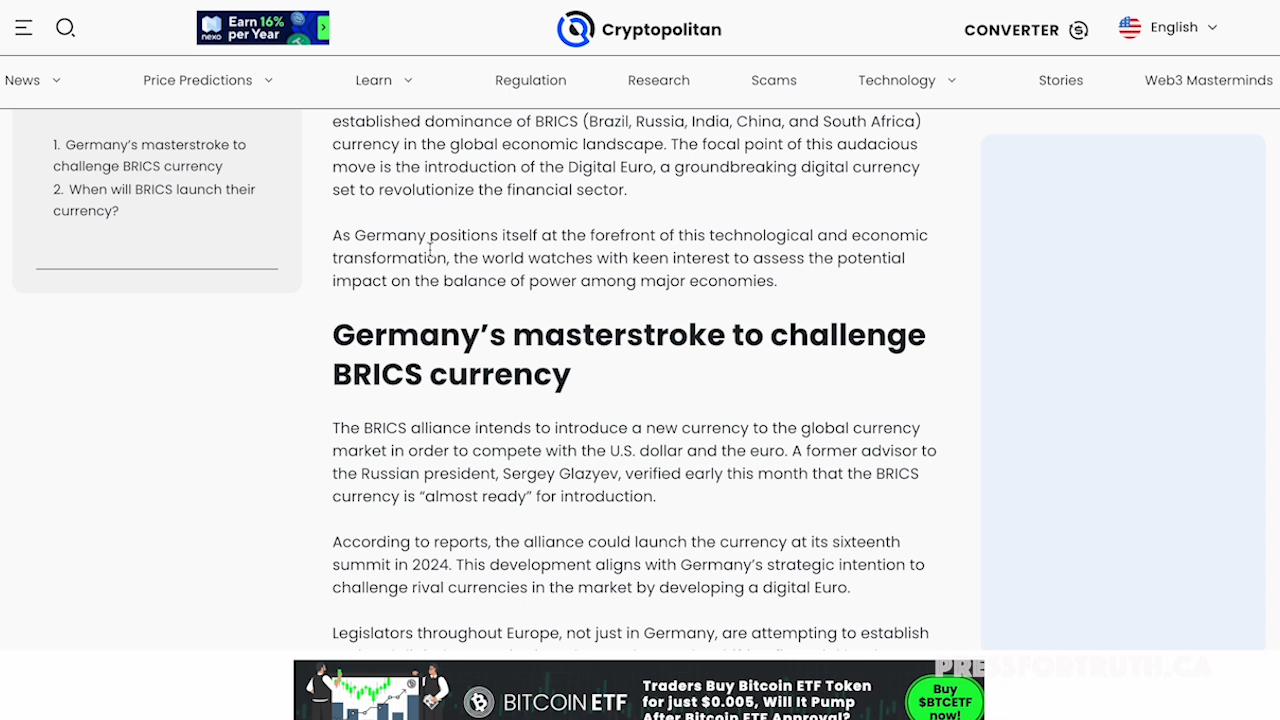 nexo
Earn 16%
per Year
Cryptopolitan
CONVERTER
English
News
Price Predictions
Learn
Regulation
Research
Scams
Technology
Stories
Web3 Masterminds
1. Germany's masterstroke to
challenge BRICS currency
2. When will BRICS launch their
currency?
established dominance of BRICS (Brazil, Russia, India, China, and South Africa)
currency in the global economic landscape. The focal point of this audacious
move is the introduction of the Digital Euro, a groundbreaking digital currency
set to revolutionize the financial sector.
As Germany positions itself at the forefront of this technological and economic
transformation, the world watches with keen interest to assess the potential
impact on the balance of power among major economies.
Germany's masterstroke to challenge
BRICS currency
The BRICS alliance intends to introduce a new currency to the global currency
market in order to compete with the U.S. dollar and the euro. A former advisor to
the Russian president, Sergey Glazyev, verified early this month that the BRICS
currency is “almost ready” for introduction.
According to reports, the alliance could launch the currency at its sixteenth
summit in 2024. This development aligns with Germany's strategic intention to
challenge rival currencies in the market by developing a digital Euro.
Legislators throughout Europe, not just in Germany, are attempting to establish
PRESSFORTRUTH.CA
BITCOIN ETF
Traders Buy Bitcoin ETF Token
for just $0.005, Will It Pump
After Bitcoin ETF Approval?
Buy
$BTCETF
now!